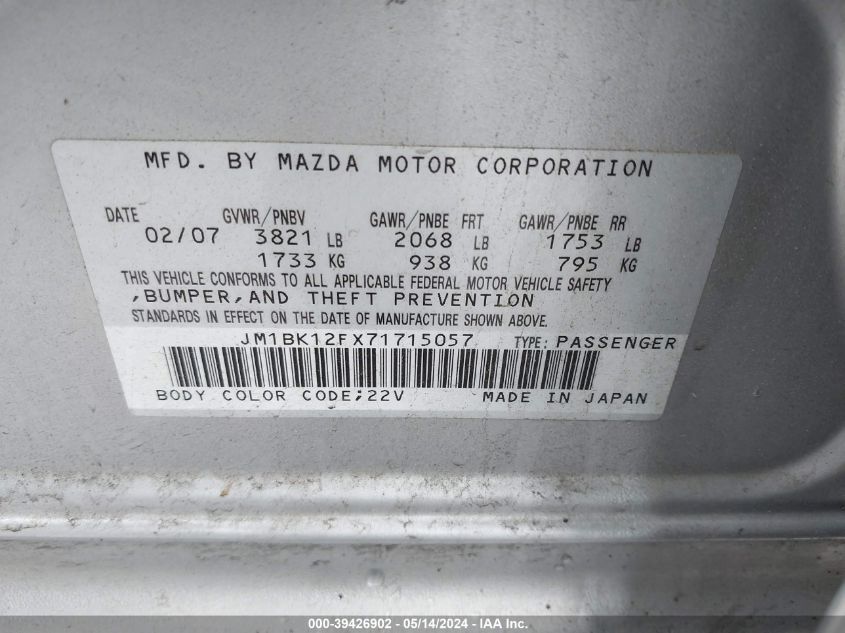 MFD. BY MAZDA MOTOR CORPORATION
DATE GVWR/PNBV GAWR/PNBE FRT GAWR/PNBE RR
02/07 3821 LB 2068 LB 1753 LB
1733 KG 938 KG 795 KG
THIS VEHICLE CONFORMS TO ALL APPLICABLE FEDERAL MOTOR VEHICLE SAFETY
,BUMPER,AND THEFT PREVENTION
STANDARDS IN EFFECT ON THE DATE OF MANUFACTURE SHOWN ABOVE.
JM1BK12FX71715057 TYPE: PASSENGER
BODY COLOR CODE;22V MADE IN JAPAN
000-39426902 - 05/14/2024 - IAA Inc.